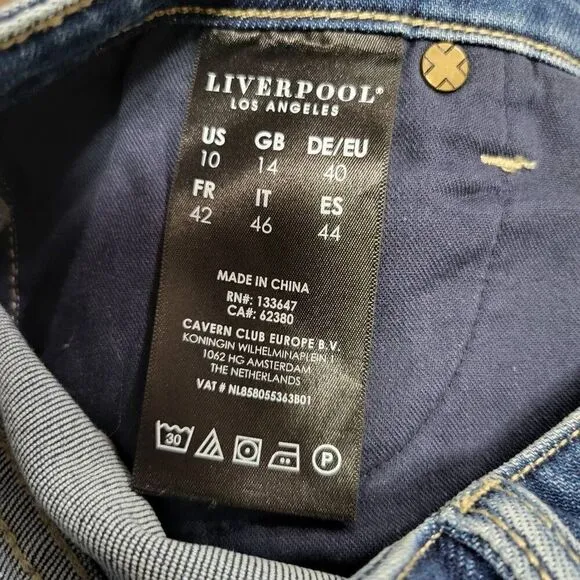 LIVERPOOL®
LOS ANGELES
US GB DE/EU
10 14 40
FR IT ES
42 46 44
MADE IN CHINA
RN#: 133647
CA#: 62380
CAVERN CLUB EUROPE B.V.
KONINGIN WILHELMINAPLEIN 1
1062 HG AMSTERDAM
THE NETHERLANDS
VAT # NL858055363B01
30 P